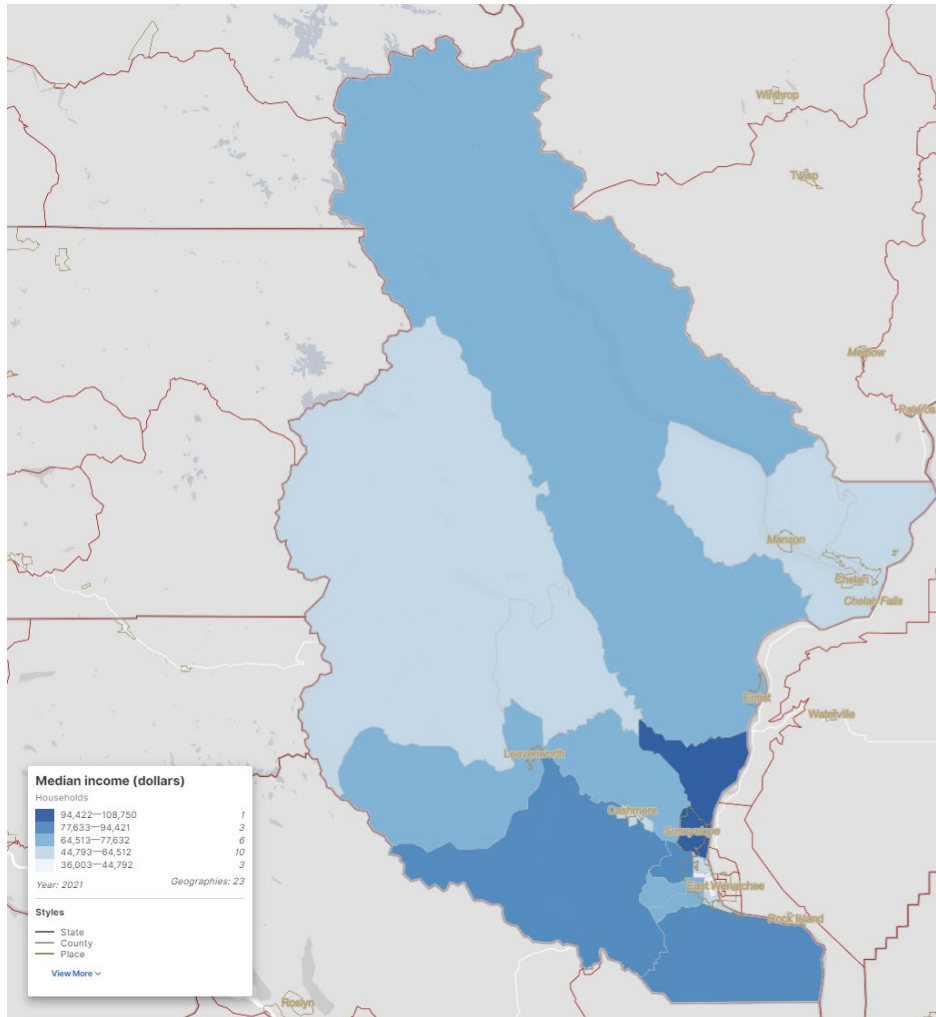 Winthrop
Twisp
Methow
Pateros
Manson
Chelan
Chelan Falls
Entiat
Waterville
Leavenworth
Cashmere
Sunnyslope
East Wenatchee
Rock Island
Roslyn
Median income (dollars)
Households
94,422—108,750 1
77,633—94,421 3
64,513—77,632 6
44,793—64,512 10
36,003—44,792 3
Year: 2021 Geographies: 23
Styles
State
County
Place
View More